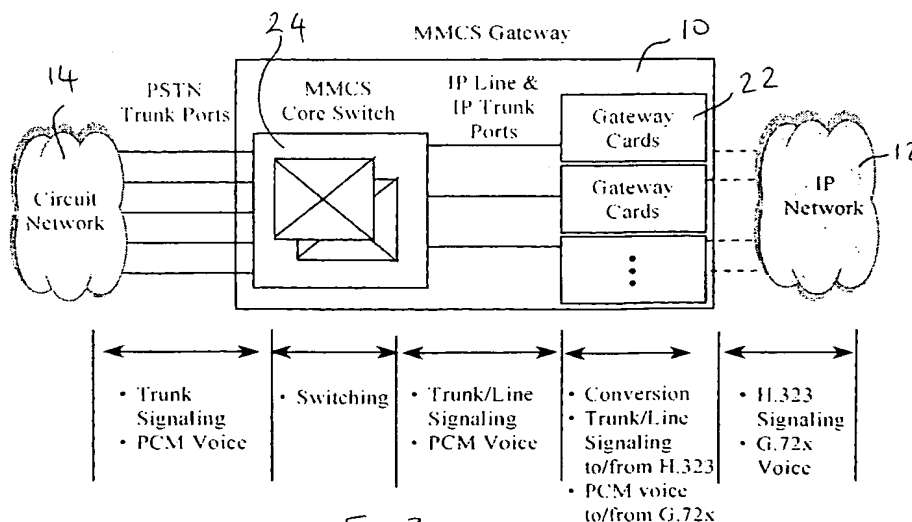 MMCS Gateway
24
10
14
PSTN
Trunk Ports
MMCS
Core Switch
IP Line &
IP Trunk
Ports
22
Gateway
Cards
12
Circuit
Network
Gateway
Cards
IP
Network
• Trunk
Signaling
• PCM Voice
• Switching
• Trunk/Line
Signaling
• PCM Voice
• Conversion
• Trunk/Line
Signaling
to/from H.323
• PCM voice
to/from G.72x
• H.323
Signaling
• G.72x
Voice